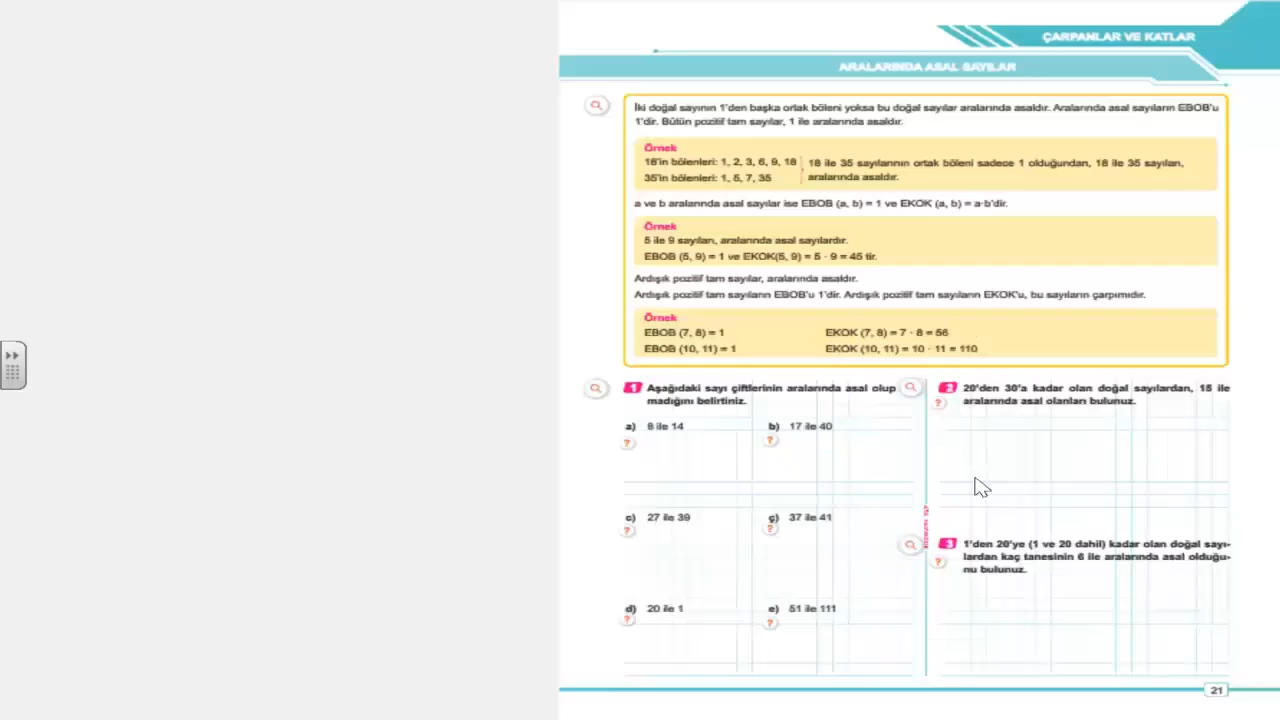 ÇARPANLAR VE KATLAR
ARALARINDA ASAL SAYILAR
İki doğal sayının 1'den başka ortak böleni yoksa bu doğal sayılar aralarında asaldır. Aralarında asal sayıların EBOB'u
1'dir. Bütün pozitif tam sayılar, 1 ile aralarında asaldır.
Örnek
18'in bölenleri: 1, 2, 3, 6, 9, 18
35'in bölenleri: 1, 5, 7, 35
18 ile 35 sayılarının ortak böleni sadece 1 olduğundan, 18 ile 35 sayıları,
aralarında asaldır.
a ve b aralarında asal sayılar ise EBOB (a, b) = 1 ve EKOK (a, b) = a·b'dir.
Örnek
5 ile 9 sayıları, aralarında asal sayılardır.
EBOB (5, 9) = 1 ve EKOK(5, 9) = 5 · 9 = 45 tir.
Ardışık pozitif tam sayılar, aralarında asaldır.
Ardışık pozitif tam sayıların EBOB'u 1'dir. Ardışık pozitif tam sayıların EKOK'u, bu sayıların çarpımıdır.
Örnek
EBOB (7, 8) = 1 EKOK (7, 8) = 7 · 8 = 56
EBOB (10, 11) = 1 EKOK (10, 11) = 10 · 11 = 110
1 Aşağıdaki sayı çiftlerinin aralarında asal olup
madığını belirtiniz.
a) 8 ile 14 b) 17 ile 40
? ?
c) 27 ile 39 ç) 37 ile 41
? ?
d) 20 ile 1 e) 51 ile 111
? ?
2 20'den 30'a kadar olan doğal sayılardan, 15 ile
? aralarında asal olanları bulunuz.
3 1'den 20'ye (1 ve 20 dahil) kadar olan doğal sayı-
? lardan kaç tanesinin 6 ile aralarında asal olduğu-
nu bulunuz.
21